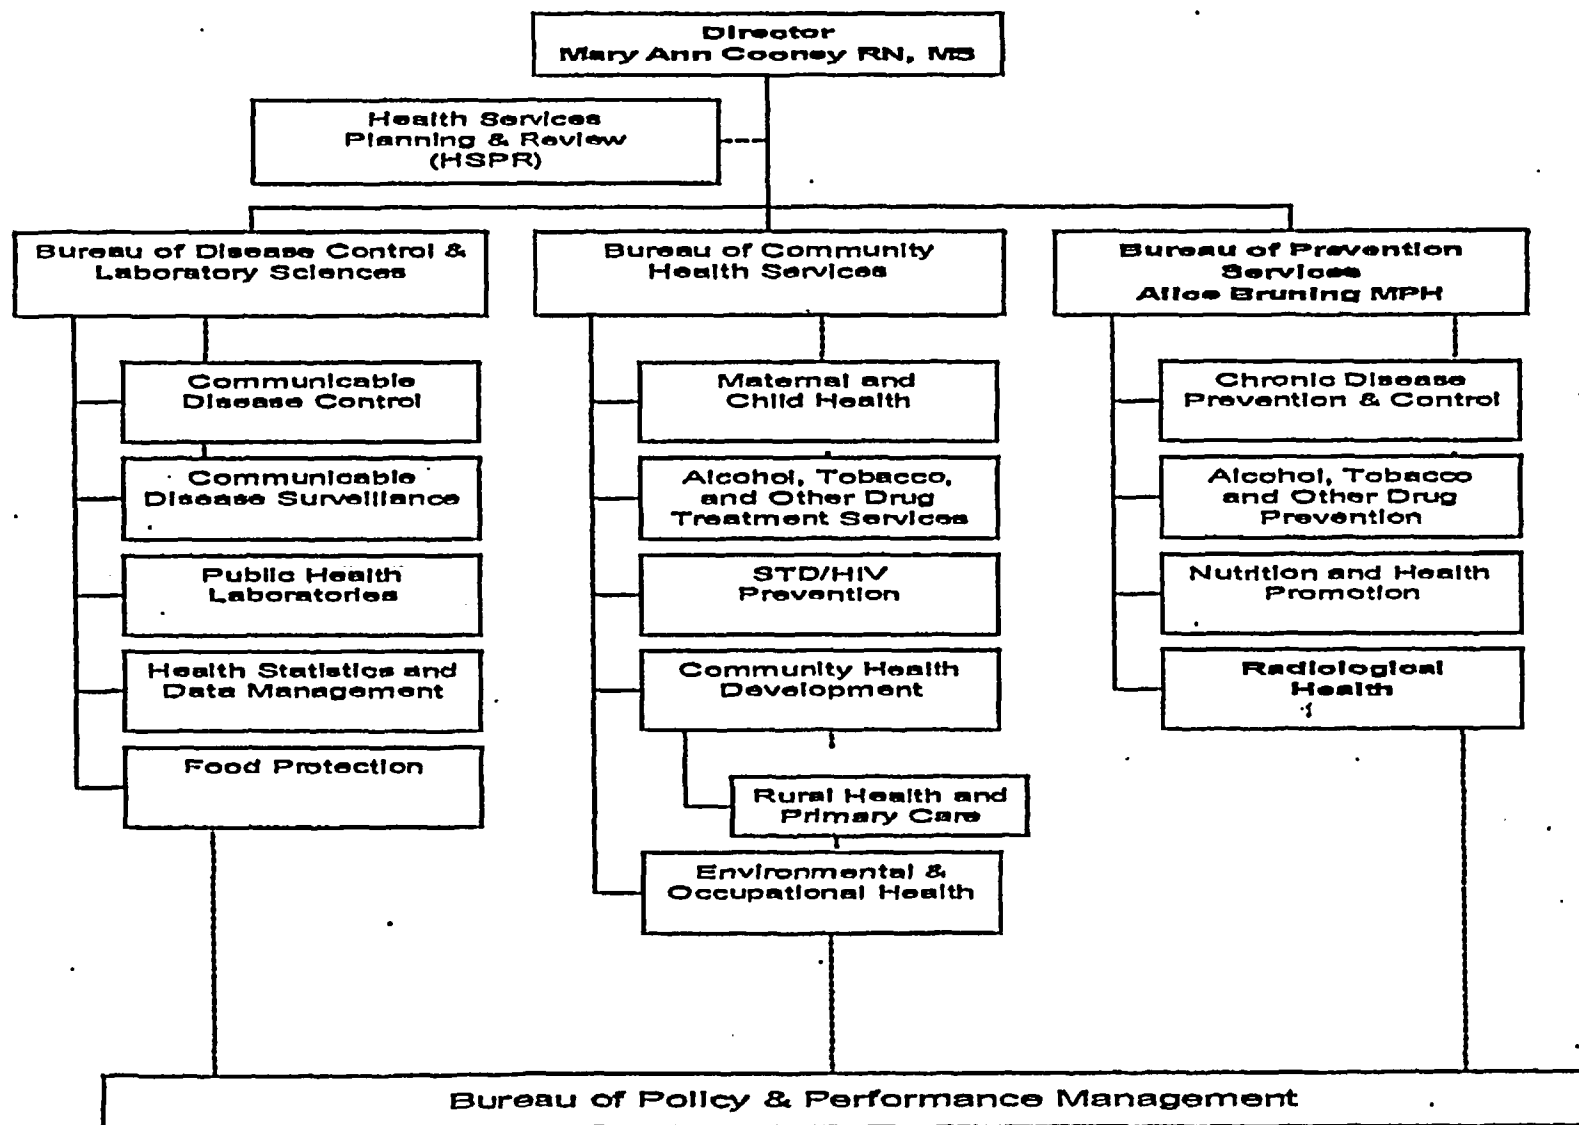 Director
Mary Ann Cooney RN, MS
Health Services
Planning & Review
(HSPR)
Bureau of Disease Control &
Laboratory Sciences
Bureau of Community
Health Services
Bureau of Prevention
Services
Alice Bruning MPH
Communicable
Disease Control
Communicable
Disease Surveillance
Public Health
Laboratories
Health Statistics and
Data Management
Food Protection
Maternal and
Child Health
Alcohol, Tobacco,
and Other Drug
Treatment Services
STD/HIV
Prevention
Community Health
Development
Rural Health and
Primary Care
Environmental &
Occupational Health
Chronic Disease
Prevention & Control
Alcohol, Tobacco
and Other Drug
Prevention
Nutrition and Health
Promotion
Radiological
Health
Bureau of Policy & Performance Management